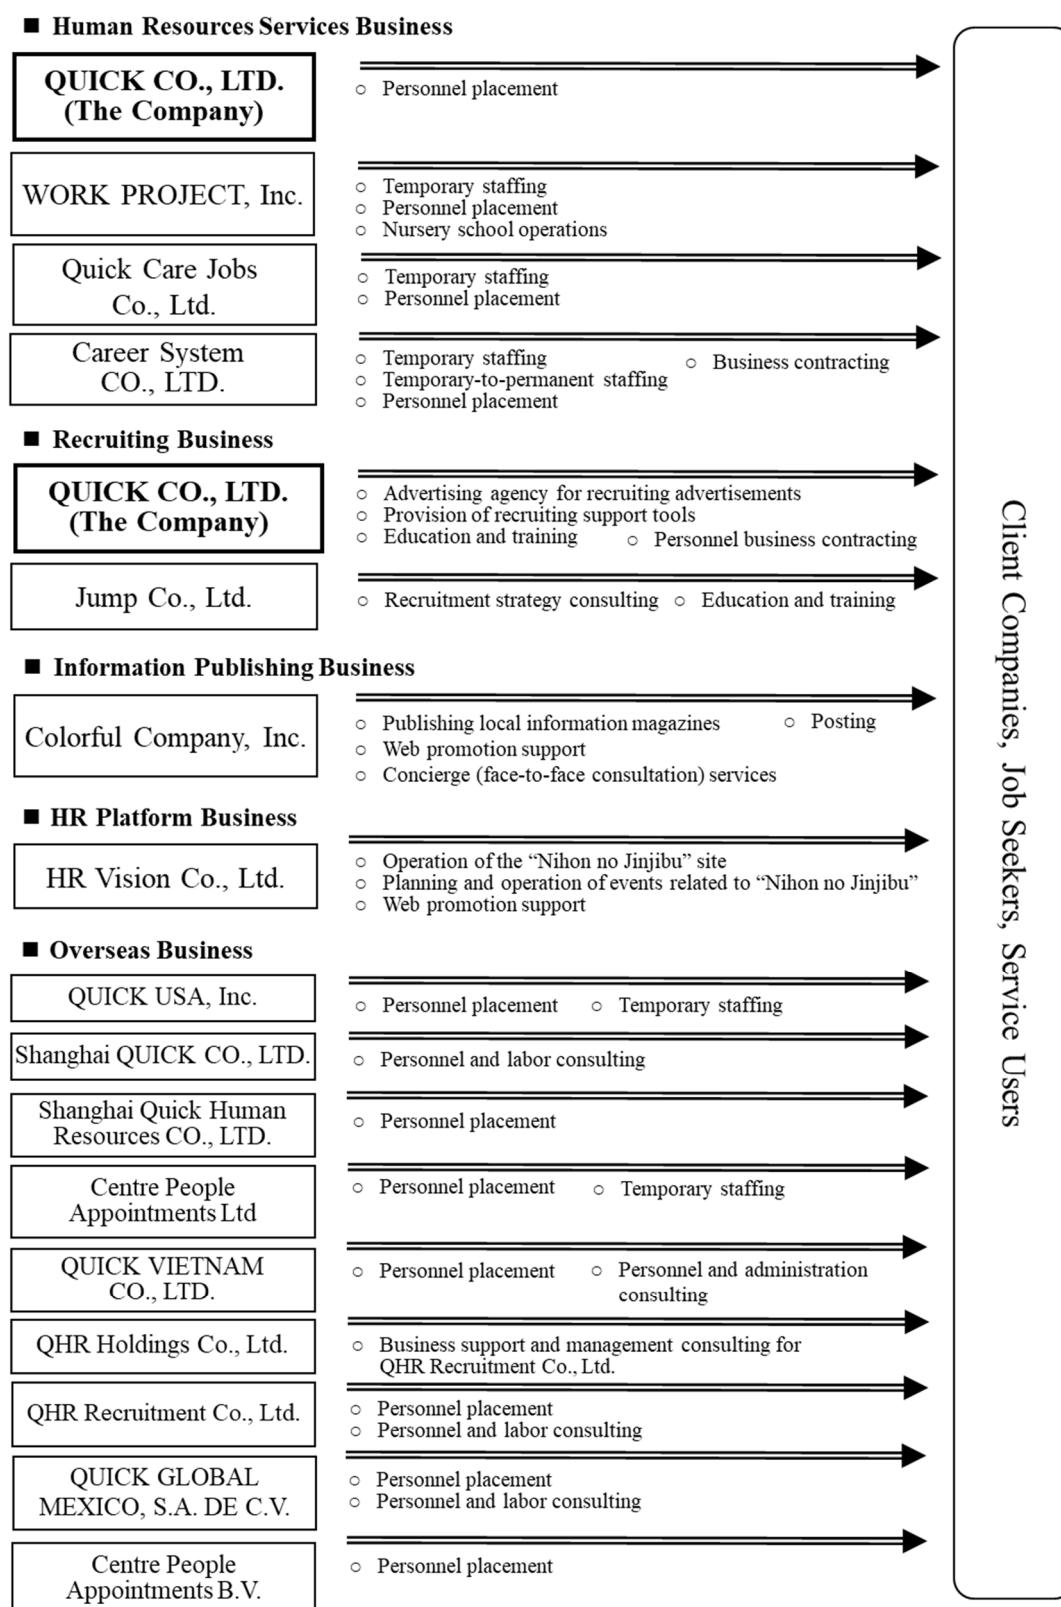 ■ Human Resources Services Business
QUICK CO., LTD.
(The Company)
○ Personnel placement
WORK PROJECT, Inc.
○ Temporary staffing
○ Personnel placement
○ Nursery school operations
Quick Care Jobs
Co., Ltd.
○ Temporary staffing
○ Personnel placement
Career System
CO., LTD.
○ Temporary staffing ○ Business contracting
○ Temporary-to-permanent staffing
○ Personnel placement
■ Recruiting Business
QUICK CO., LTD.
(The Company)
○ Advertising agency for recruiting advertisements
○ Provision of recruiting support tools
○ Education and training ○ Personnel business contracting
Jump Co., Ltd.
○ Recruitment strategy consulting ○ Education and training
■ Information Publishing Business
Colorful Company, Inc.
○ Publishing local information magazines ○ Posting
○ Web promotion support
○ Concierge (face-to-face consultation) services
■ HR Platform Business
HR Vision Co., Ltd.
○ Operation of the “Nihon no Jinjibu” site
○ Planning and operation of events related to “Nihon no Jinjibu”
○ Web promotion support
■ Overseas Business
QUICK USA, Inc.
○ Personnel placement ○ Temporary staffing
Shanghai QUICK CO., LTD.
○ Personnel and labor consulting
Shanghai Quick Human
Resources CO., LTD.
○ Personnel placement
Centre People
Appointments Ltd
○ Personnel placement ○ Temporary staffing
QUICK VIETNAM
CO., LTD.
○ Personnel placement ○ Personnel and administration
consulting
QHR Holdings Co., Ltd.
○ Business support and management consulting for
QHR Recruitment Co., Ltd.
QHR Recruitment Co., Ltd.
○ Personnel placement
○ Personnel and labor consulting
QUICK GLOBAL
MEXICO, S.A. DE C.V.
○ Personnel placement
○ Personnel and labor consulting
Centre People
Appointments B.V.
○ Personnel placement
Client Companies, Job Seekers, Service Users